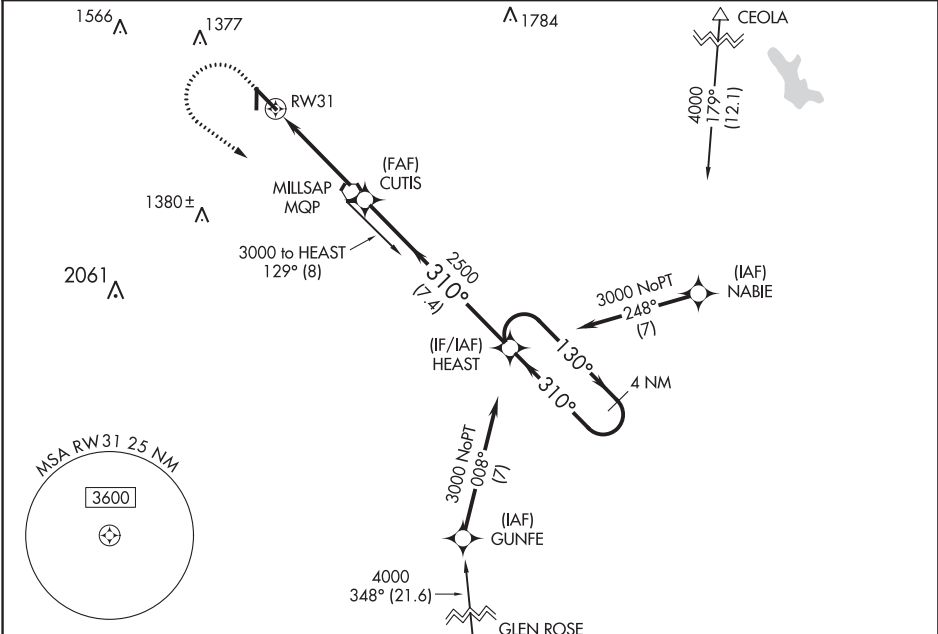 1566
1377
1784
CEOLA
RW31
4000
179°
(12.1)
(FAF)
CUTIS
MILLSAP
MQP
1380 ±
3000 to HEAST
129° (8)
2500
310°
(7.4)
2061
3000 NoPT
248°
(7)
(IAF)
NABIE
(IF/IAF)
HEAST
130°
310°
4 NM
MSA RW31 25 NM
3600
3000 NoPT
008°
(7)
(IAF)
GUNFE
4000
348° (21.6)
GLEN ROSE